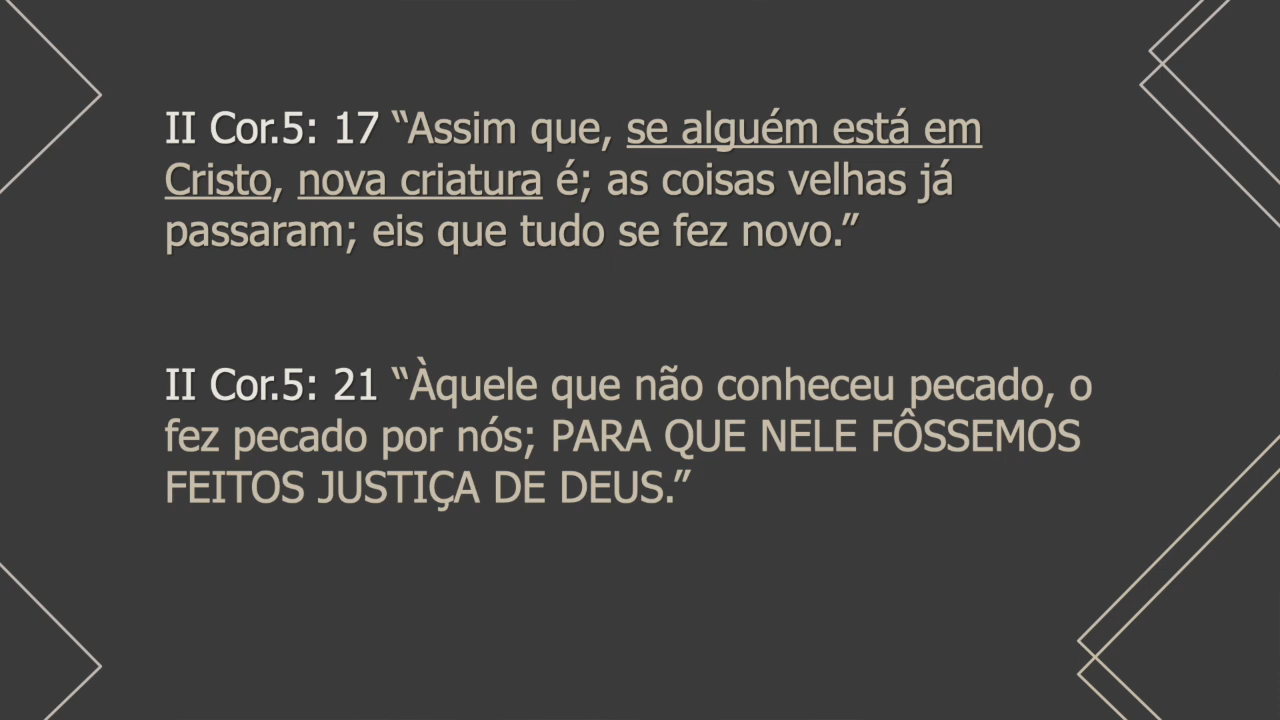 II Cor.5: 17 “Assim que, se alguém está em
Cristo, nova criatura é; as coisas velhas já
passaram; eis que tudo se fez novo.”
II Cor.5: 21 “Àquele que não conheceu pecado, o
fez pecado por nós; PARA QUE NELE FÔSSEMOS
FEITOS JUSTIÇA DE DEUS.”